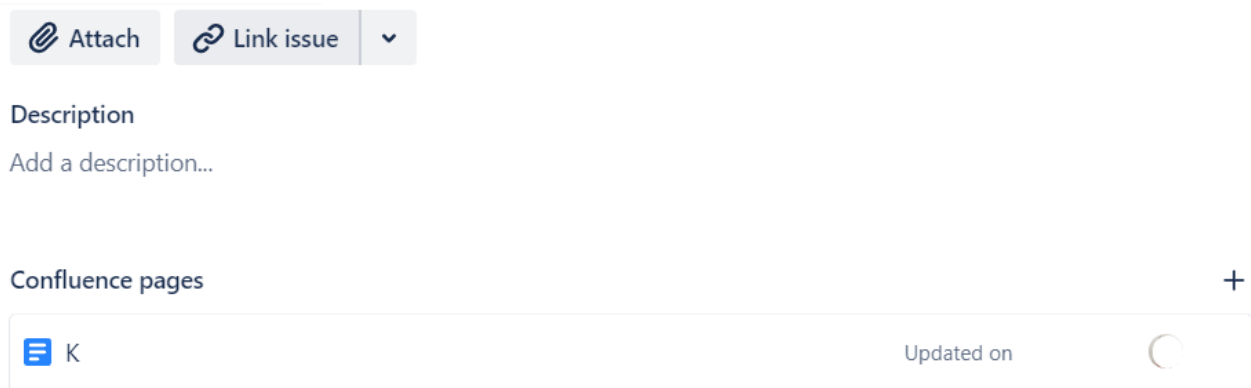 Attach Link issue
Description
Add a description...
Confluence pages
K Updated on